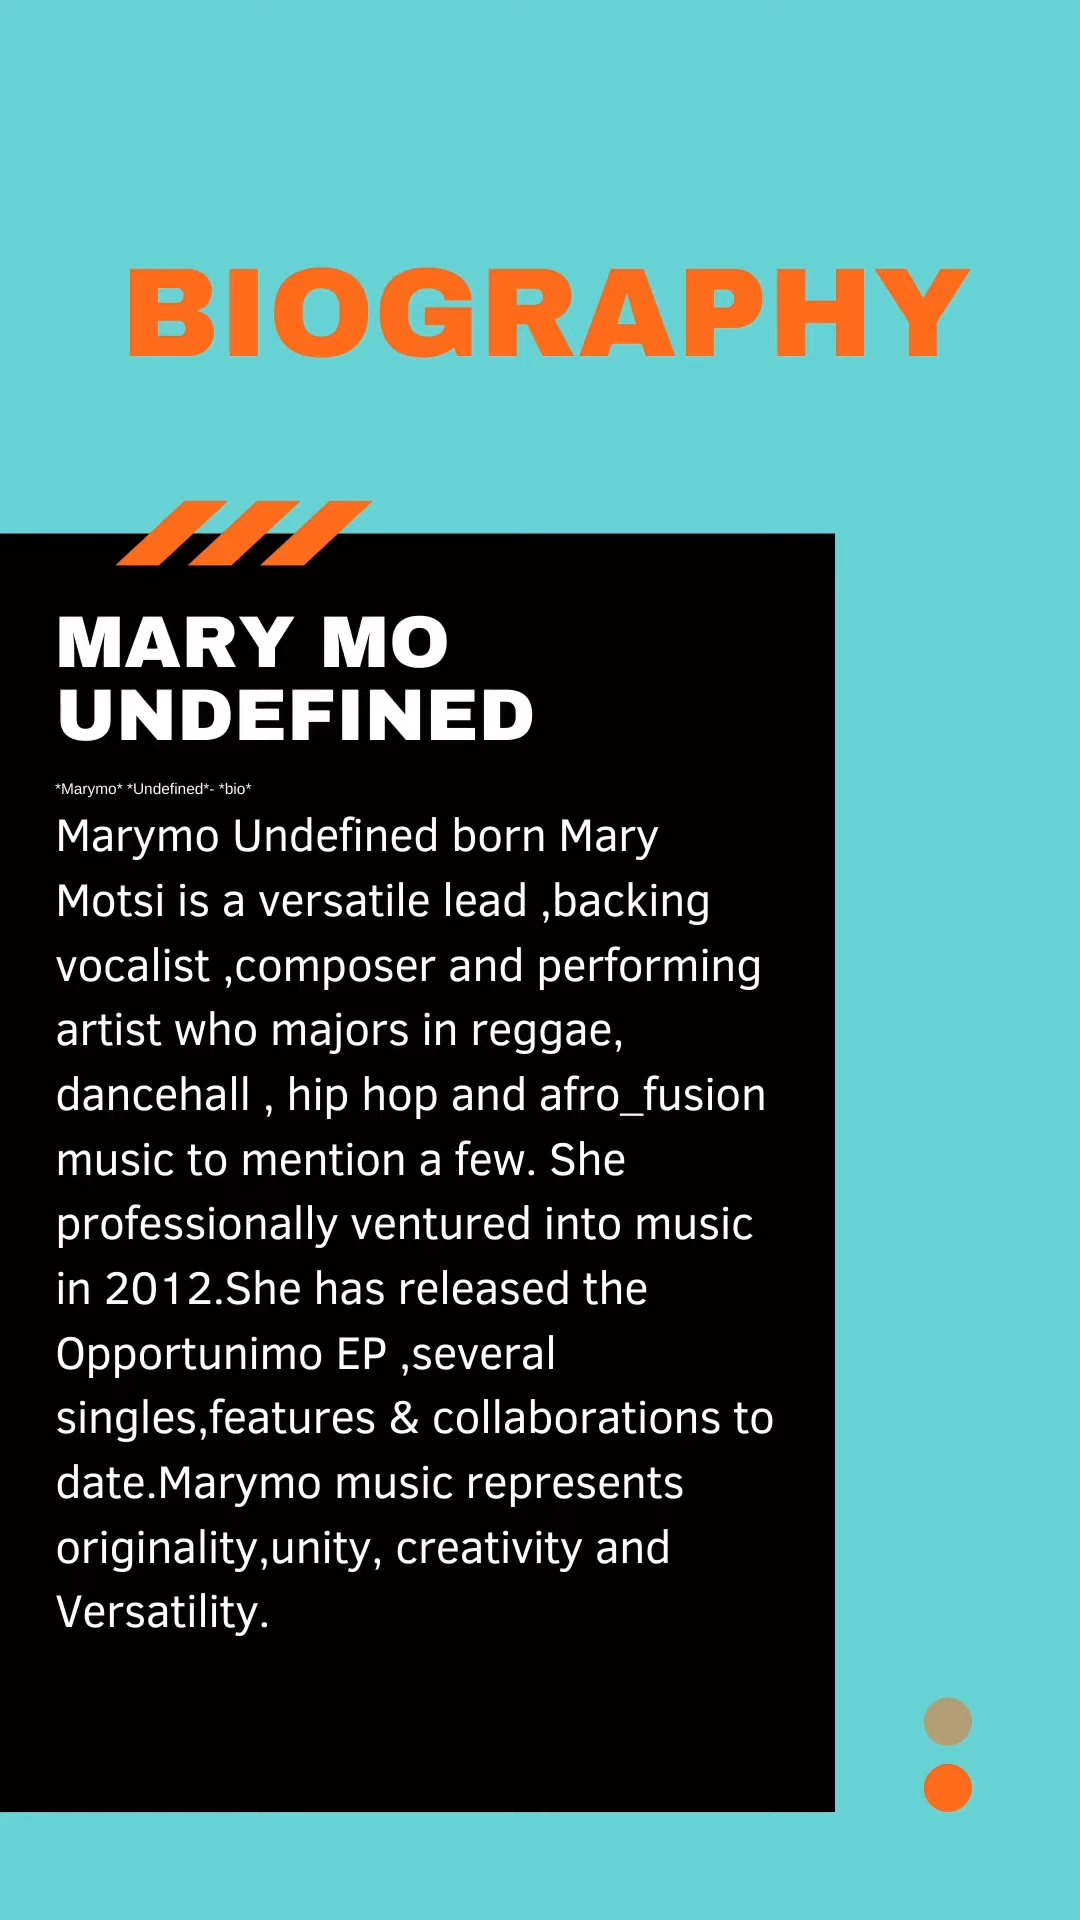 BIOGRAPHY
MARY MO
UNDEFINED
*Marymo* *Undefined*- *bio*
Marymo Undefined born Mary
Motsi is a versatile lead ,backing
vocalist ,composer and performing
artist who majors in reggae,
dancehall , hip hop and afro_fusion
music to mention a few. She
professionally ventured into music
in 2012.She has released the
Opportunimo EP ,several
singles,features & collaborations to
date.Marymo music represents
originality,unity, creativity and
Versatility.